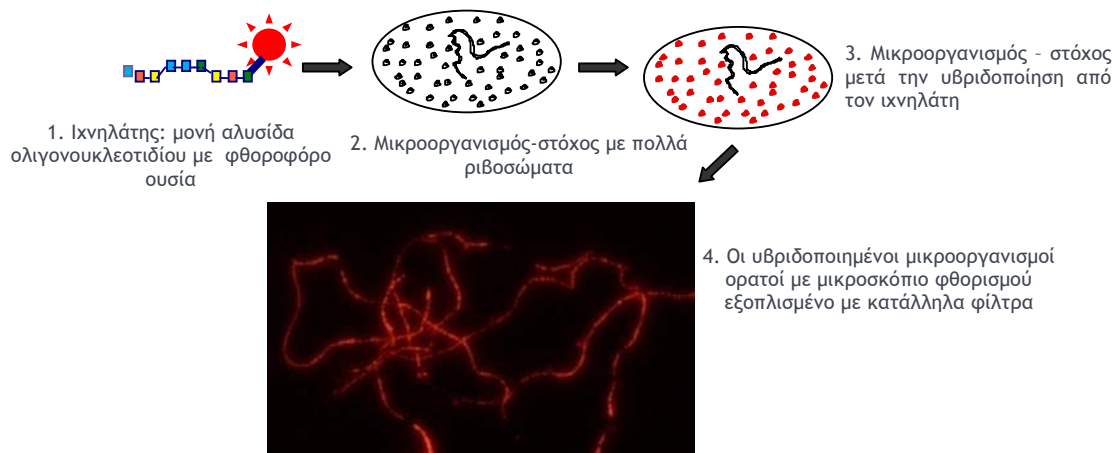 1. Ιχνηλάτης: μονή αλυσίδα
ολιγονουκλεοτιδίου με φθοροφόρο
ουσία
2. Μικροοργανισμός-στόχος με πολλά
ριβοσώματα
3. Μικροοργανισμός – στόχος
μετά την υβριδοποίηση από
τον ιχνηλάτη
4. Οι υβριδοποιημένοι μικροοργανισμοί
ορατοί με μικροσκόπιο φθορισμού
εξοπλισμένο με κατάλληλα φίλτρα